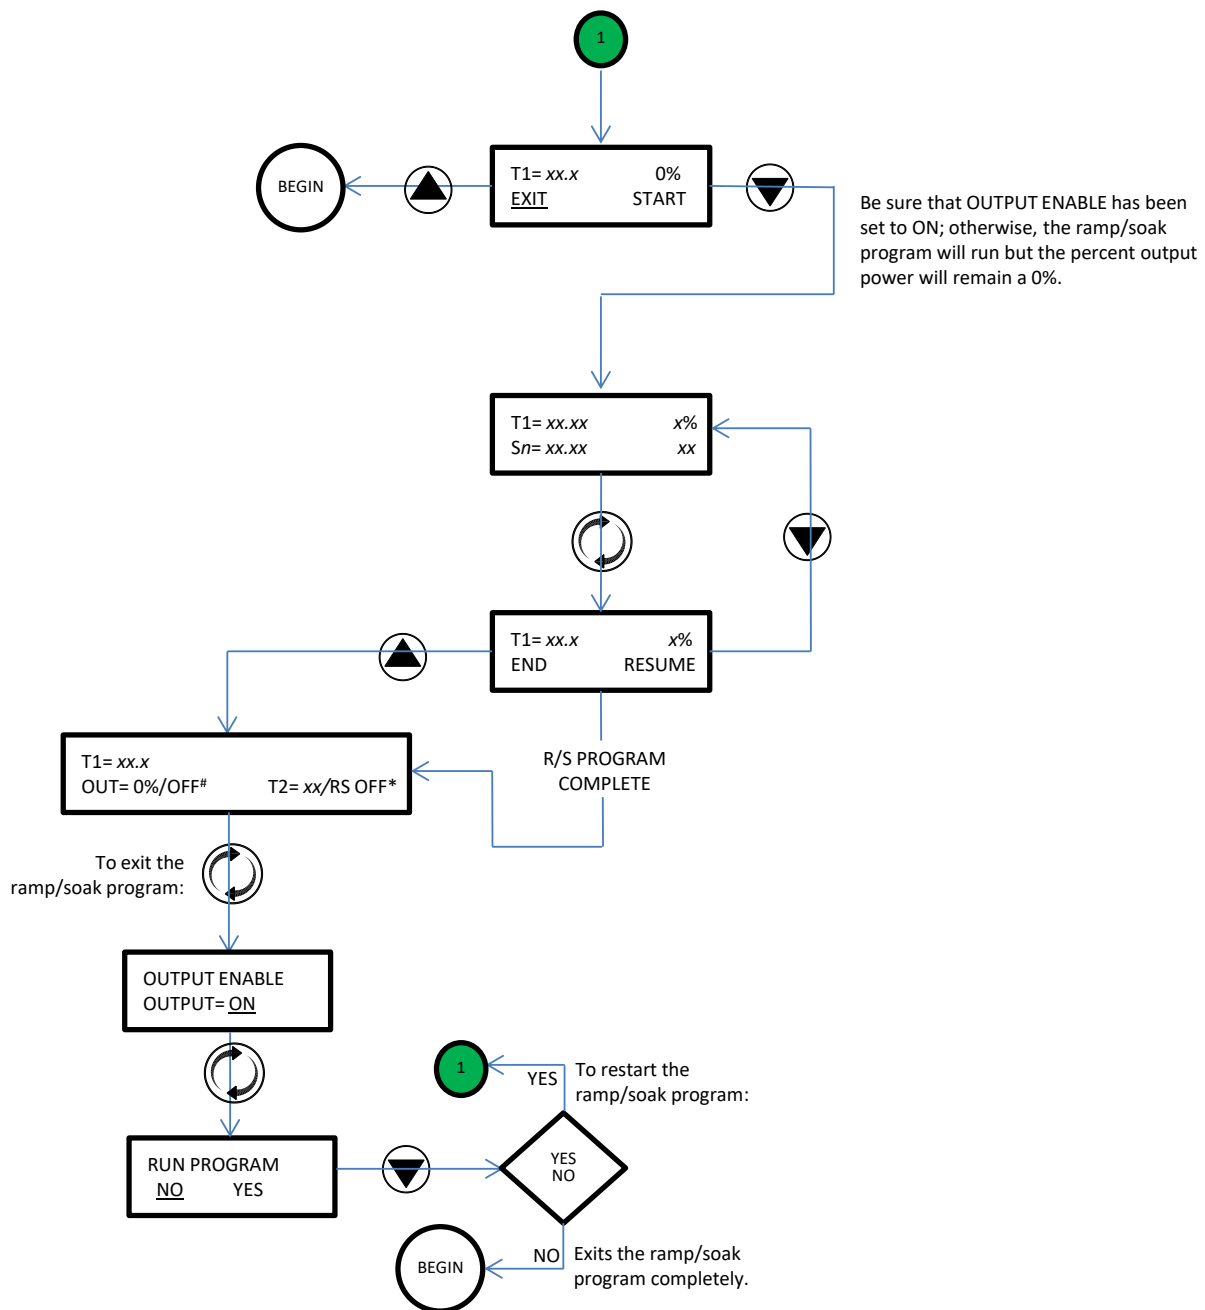 1
BEGIN
T1= xx.x 0%
EXIT START
Be sure that OUTPUT ENABLE has been
set to ON; otherwise, the ramp/soak
program will run but the percent output
power will remain a 0%.
T1= xx.xx x%
Sn= xx.xx xx
T1= xx.x x%
END RESUME
R/S PROGRAM
COMPLETE
T1= xx.x
OUT= 0%/OFF# T2= xx/RS OFF*
To exit the
ramp/soak program:
OUTPUT ENABLE
OUTPUT= ON
1
YES
To restart the
ramp/soak program:
RUN PROGRAM
NO YES
YES
NO
BEGIN
NO
Exits the ramp/soak
program completely.